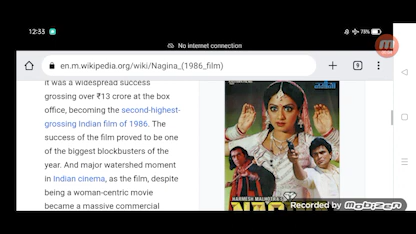 12:33
73%
No internet connection
en.m.wikipedia.org/wiki/Nagina_(1986_film)
9
it was a widespread success
grossing over ₹13 crore at the box
office, becoming the second-highest-
grossing Indian film of 1986. The
success of the film proved to be one
of the biggest blockbusters of the
year. And major watershed moment
in Indian cinema, as the film, despite
being a woman-centric movie
became a massive commercial
HARMESH MALHOTRA'S
Recorded by mobizen